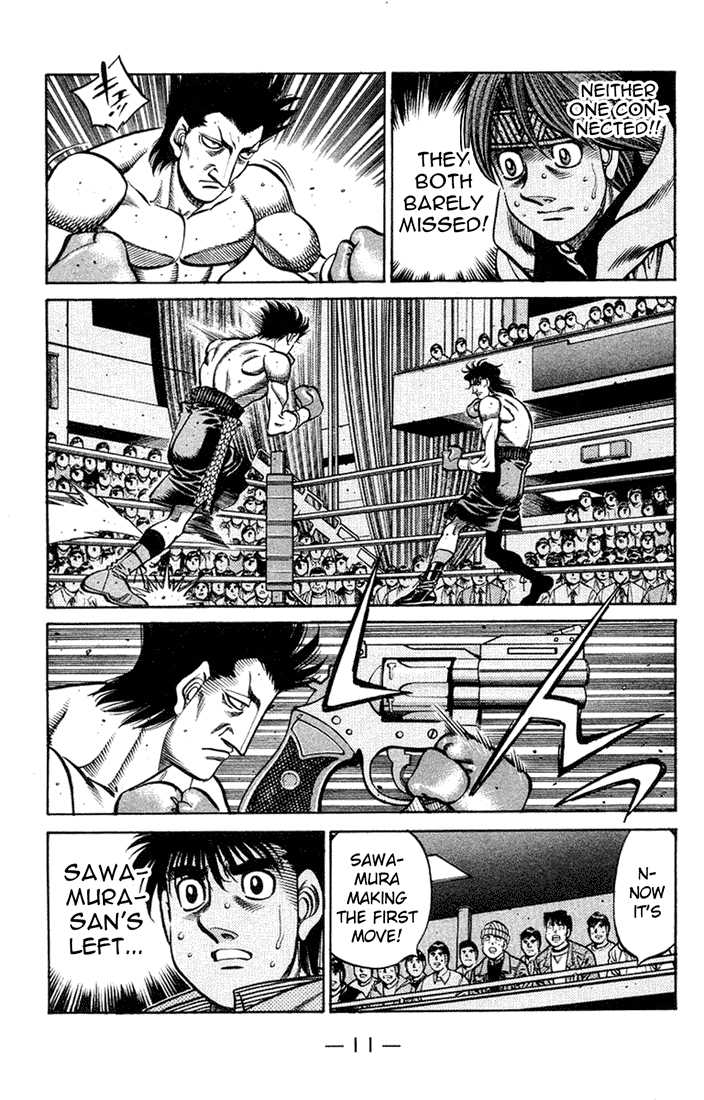 NEITHER
ONE CON-
NECTED!!
THEY
BOTH
BARELY
MISSED!
N-
NOW
IT'S
SAWA-
MURA
MAKING
THE FIRST
MOVE!
SAWA-
MURA-
SAN'S
LEFT...
— 11 —